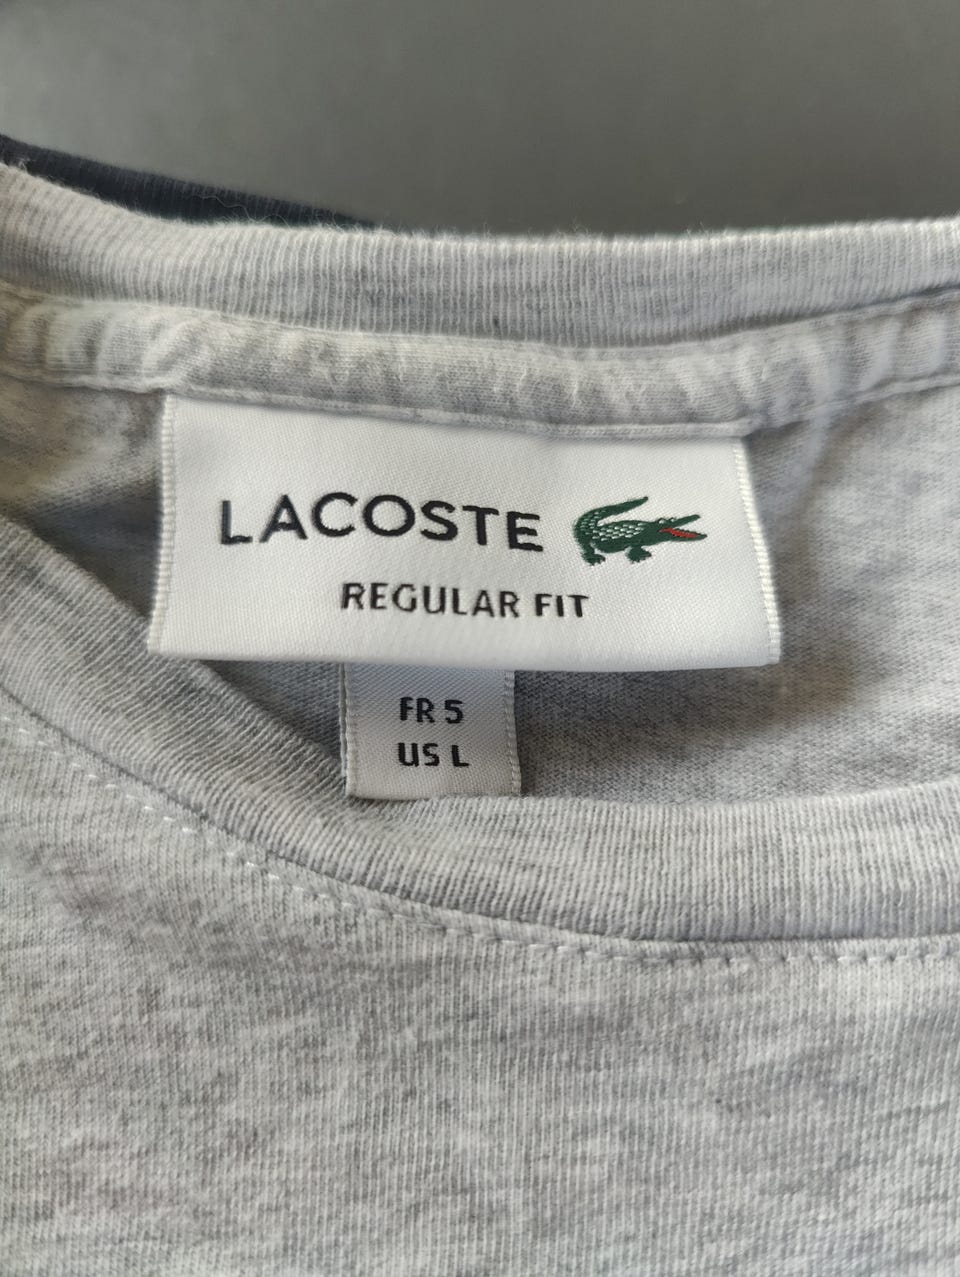 LACOSTE
REGULAR FIT
FR 5
US L